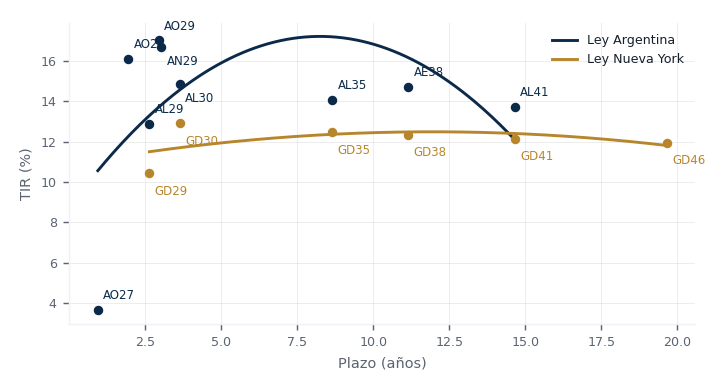 AO29
AN29
AL30
AL29
AL35
AE38
AL41
AO27
GD30
GD29
GD35
GD38
GD41
GD46
Ley Argentina
Ley Nueva York
TIR (%)
16
14
12
10
8
6
4
2.5
5.0
7.5
10.0
12.5
15.0
17.5
20.0
Plazo (años)